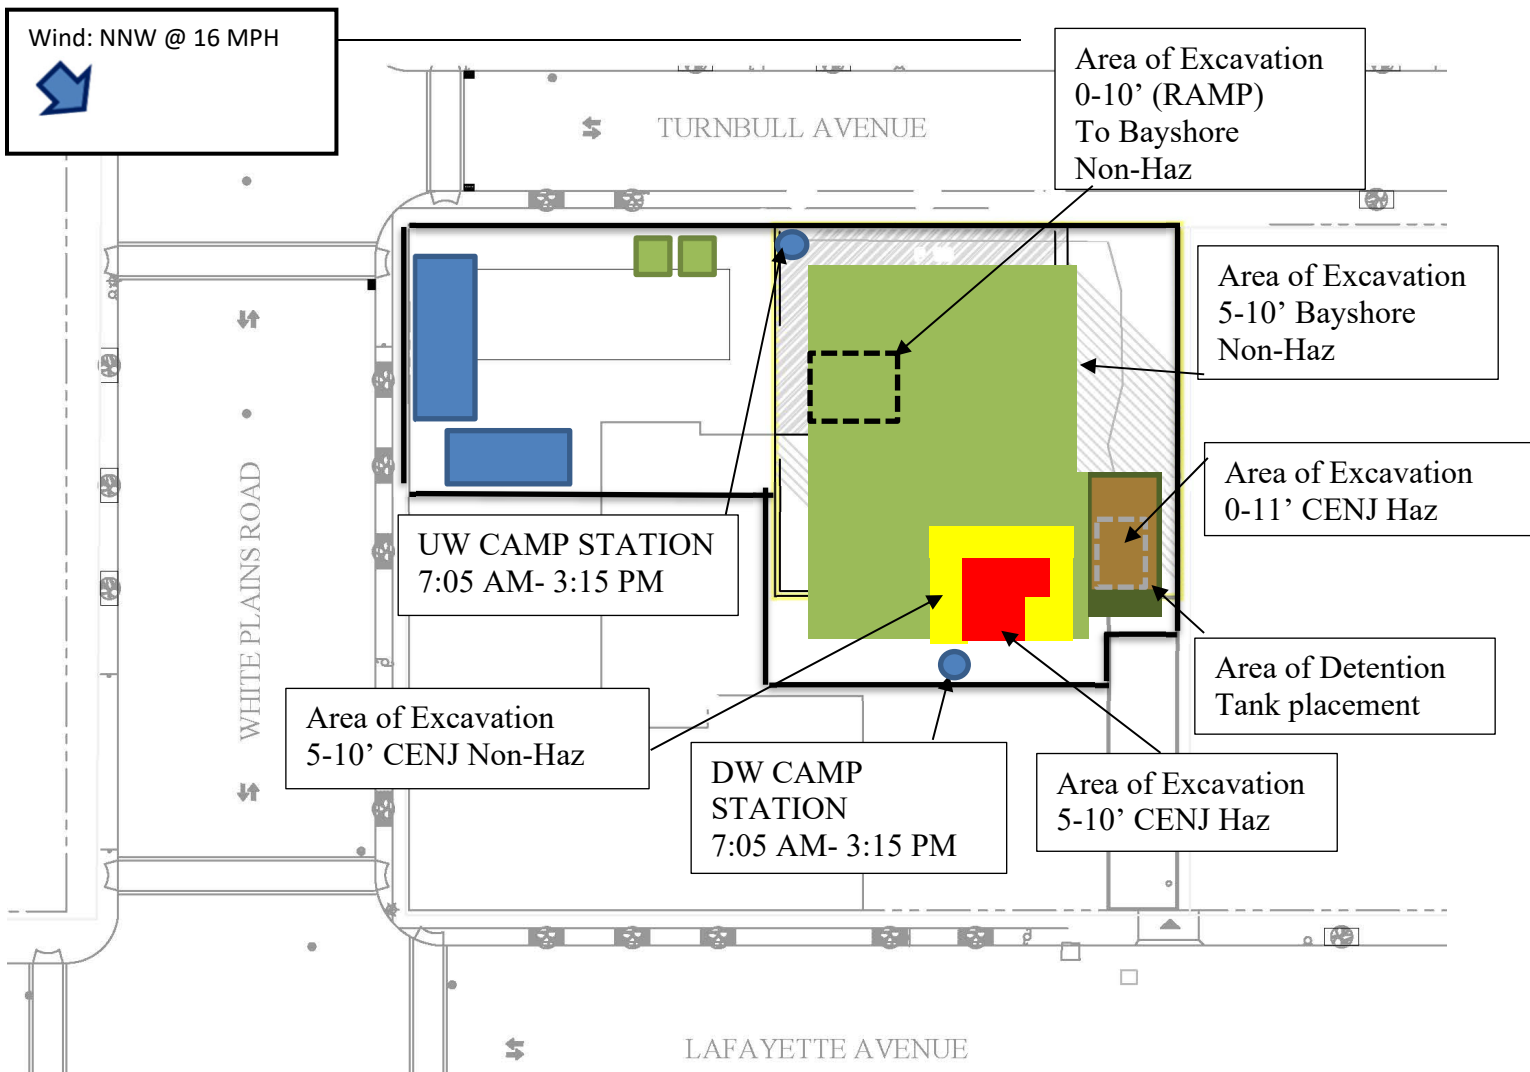 Wind: NNW @ 16 MPH
Area of Excavation
0-10’ (RAMP)
To Bayshore
Non-Haz
TURNBULL AVENUE
Area of Excavation
5-10’ Bayshore
Non-Haz
Area of Excavation
0-11’ CENJ Haz
UW CAMP STATION
7:05 AM- 3:15 PM
WHITE PLAINS ROAD
Area of Detention
Tank placement
Area of Excavation
5-10’ CENJ Non-Haz
DW CAMP
STATION
7:05 AM- 3:15 PM
Area of Excavation
5-10’ CENJ Haz
LAFAYETTE AVENUE